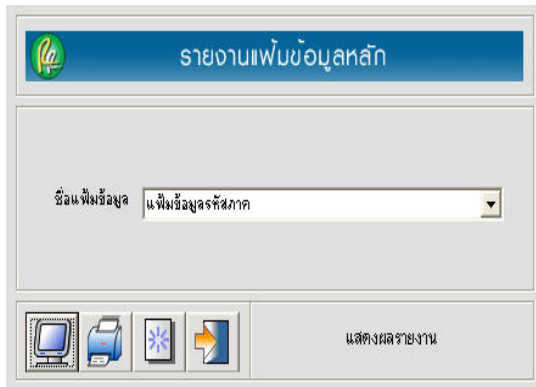 รายงานแฟ้มข้อมูลหลัก
ชื่อแฟ้มข้อมูล แฟ้มข้อมูลรหัสภาค
แสดงผลรายงาน